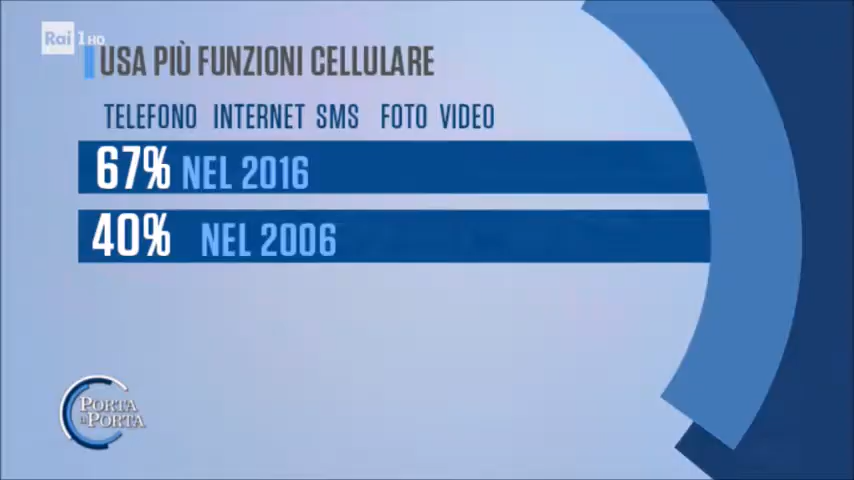 Rai 1 HD
USA PIÙ FUNZIONI CELLULARE
TELEFONO INTERNET SMS FOTO VIDEO
67% NEL 2016
40% NEL 2006
PORTA
A PORTA